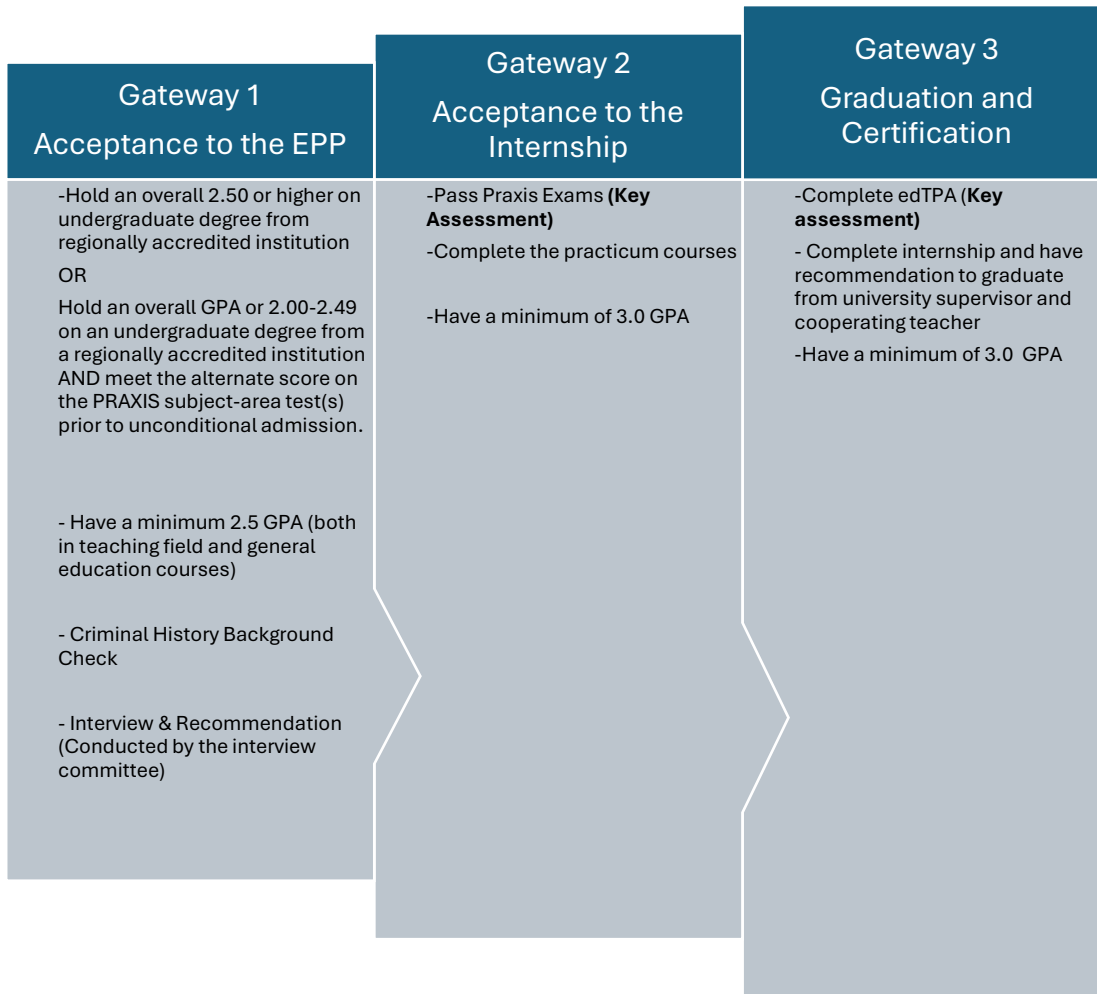 Gateway 1
Acceptance to the EPP
-Hold an overall 2.50 or higher on
undergraduate degree from
regionally accredited institution
OR
Hold an overall GPA or 2.00-2.49
on an undergraduate degree from
a regionally accredited institution
AND meet the alternate score on
the PRAXIS subject-area test(s)
prior to unconditional admission.
- Have a minimum 2.5 GPA (both
in teaching field and general
education courses)
- Criminal History Background
Check
- Interview & Recommendation
(Conducted by the interview
committee)
Gateway 2
Acceptance to the
Internship
-Pass Praxis Exams (Key
Assessment)
-Complete the practicum courses
-Have a minimum of 3.0 GPA
Gateway 3
Graduation and
Certification
-Complete edTPA (Key
assessment)
- Complete internship and have
recommendation to graduate
from university supervisor and
cooperating teacher
-Have a minimum of 3.0  GPA